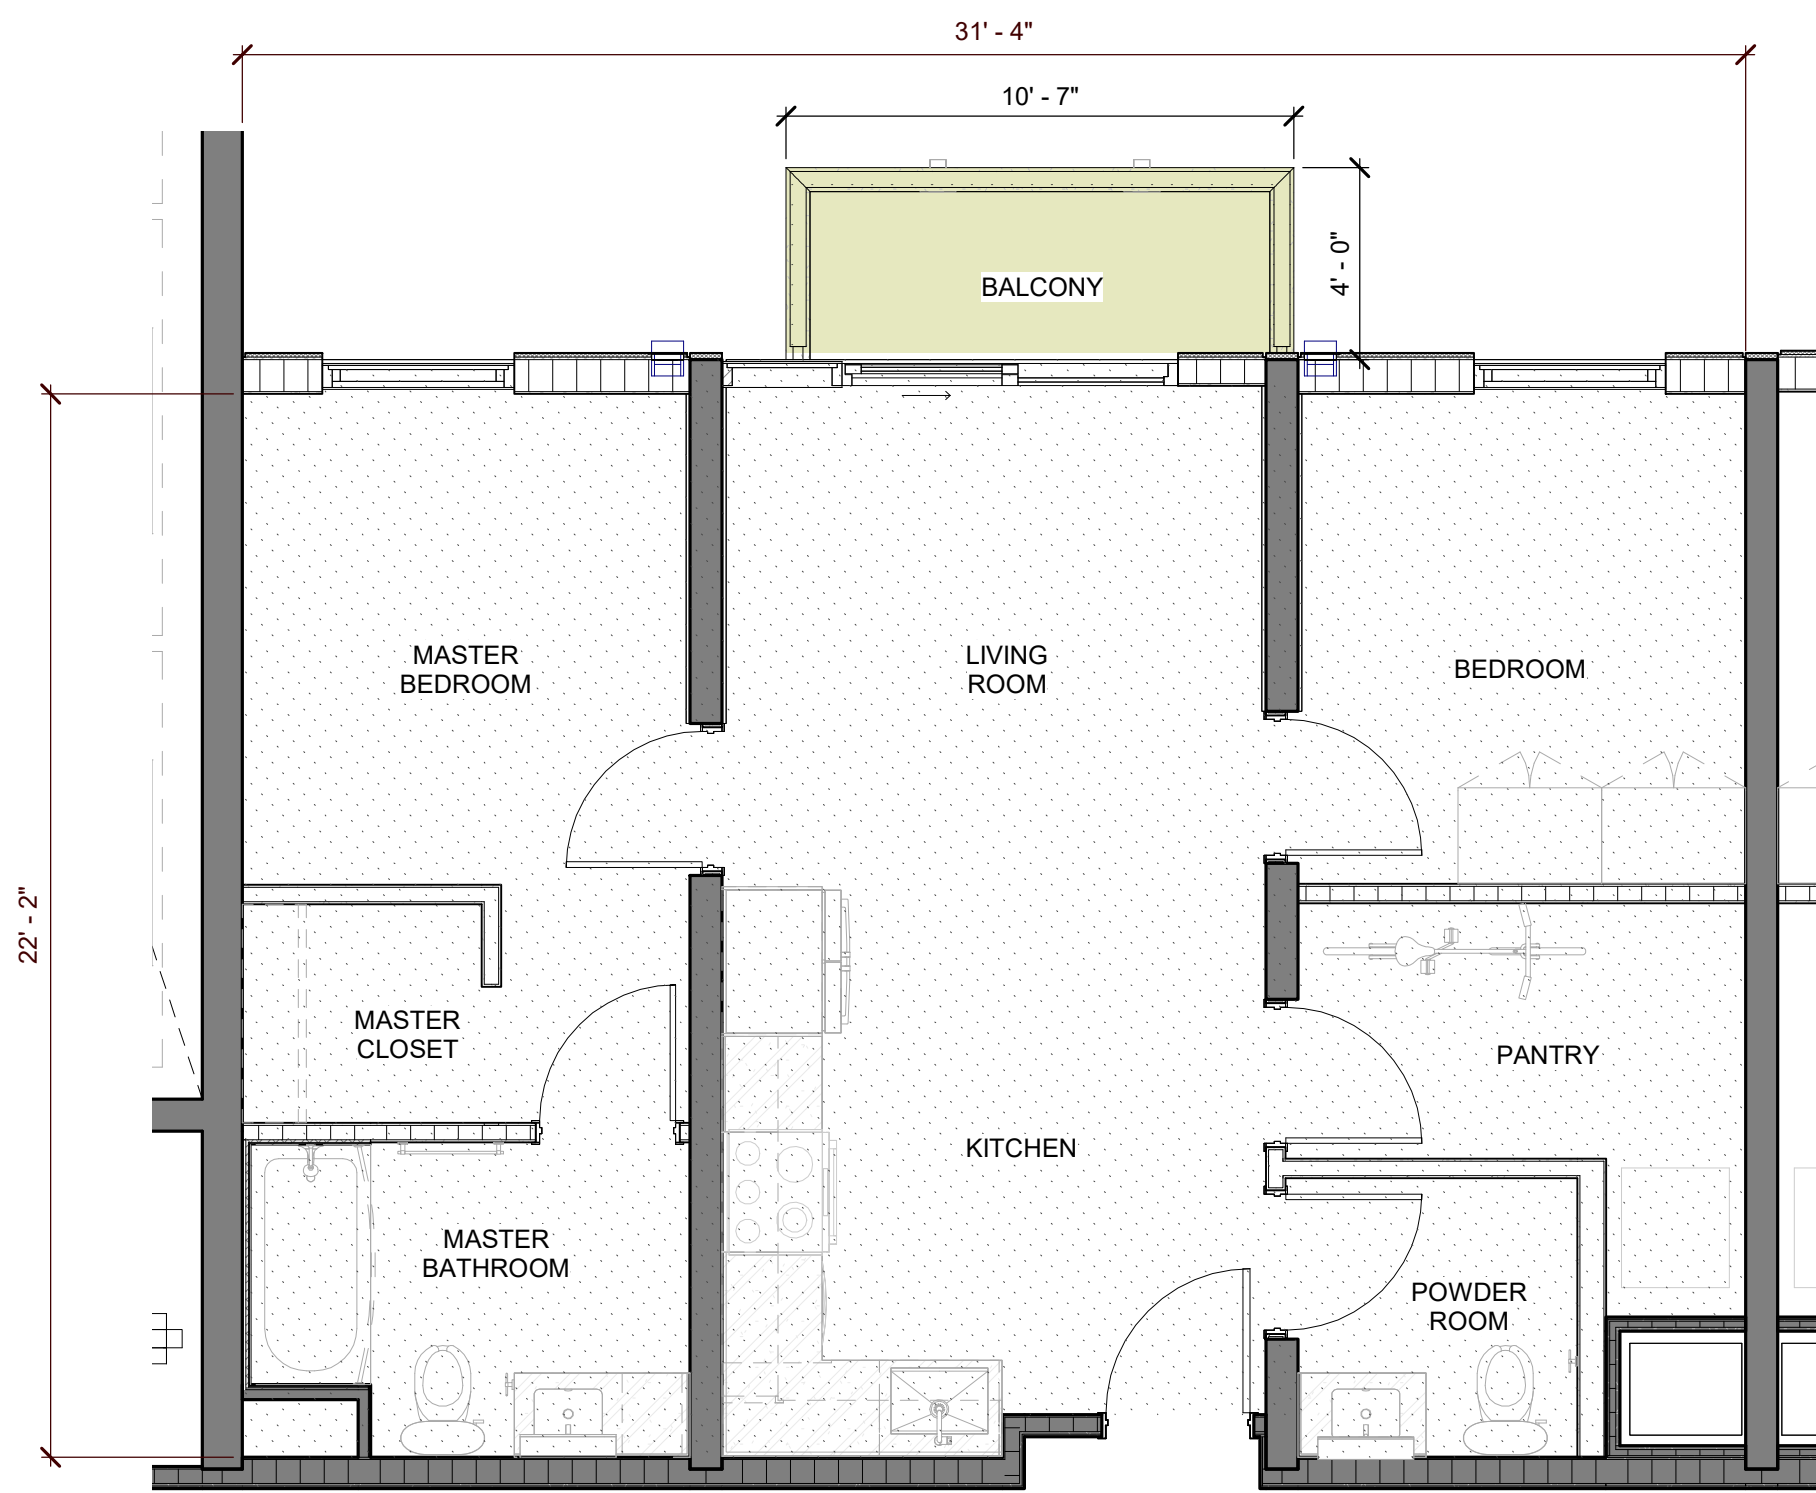 31' - 4"
10' - 7"
4' - 0"
BALCONY
MASTER
BEDROOM
LIVING
ROOM
BEDROOM
22' - 2"
MASTER
CLOSET
PANTRY
KITCHEN
MASTER
BATHROOM
POWDER
ROOM